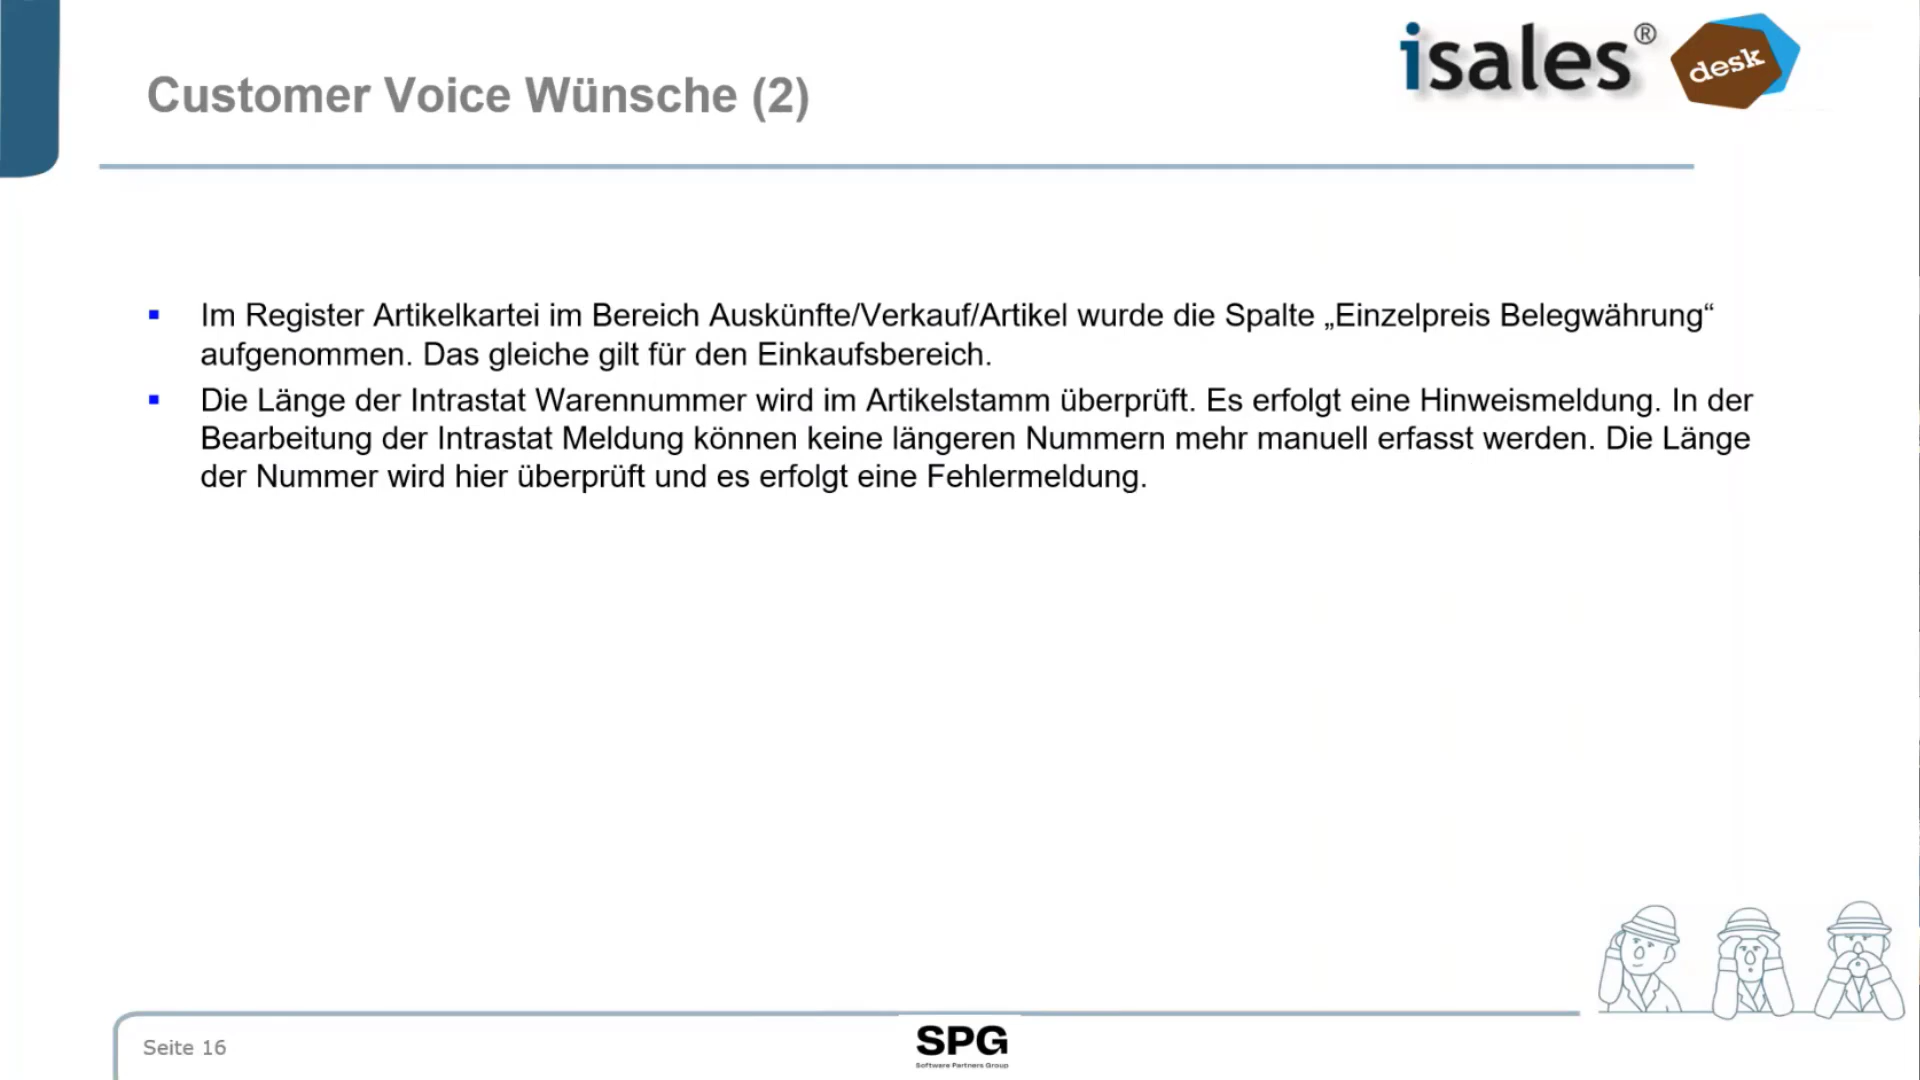 isales®
desk
Customer Voice Wünsche (2)
Im Register Artikelkartei im Bereich Auskünfte/Verkauf/Artikel wurde die Spalte „Einzelpreis Belegwährung“
aufgenommen. Das gleiche gilt für den Einkaufsbereich.
Die Länge der Intrastat Warennummer wird im Artikelstamm überprüft. Es erfolgt eine Hinweismeldung. In der
Bearbeitung der Intrastat Meldung können keine längeren Nummern mehr manuell erfasst werden. Die Länge
der Nummer wird hier überprüft und es erfolgt eine Fehlermeldung.
Seite 16
SPG
Software Partners Group